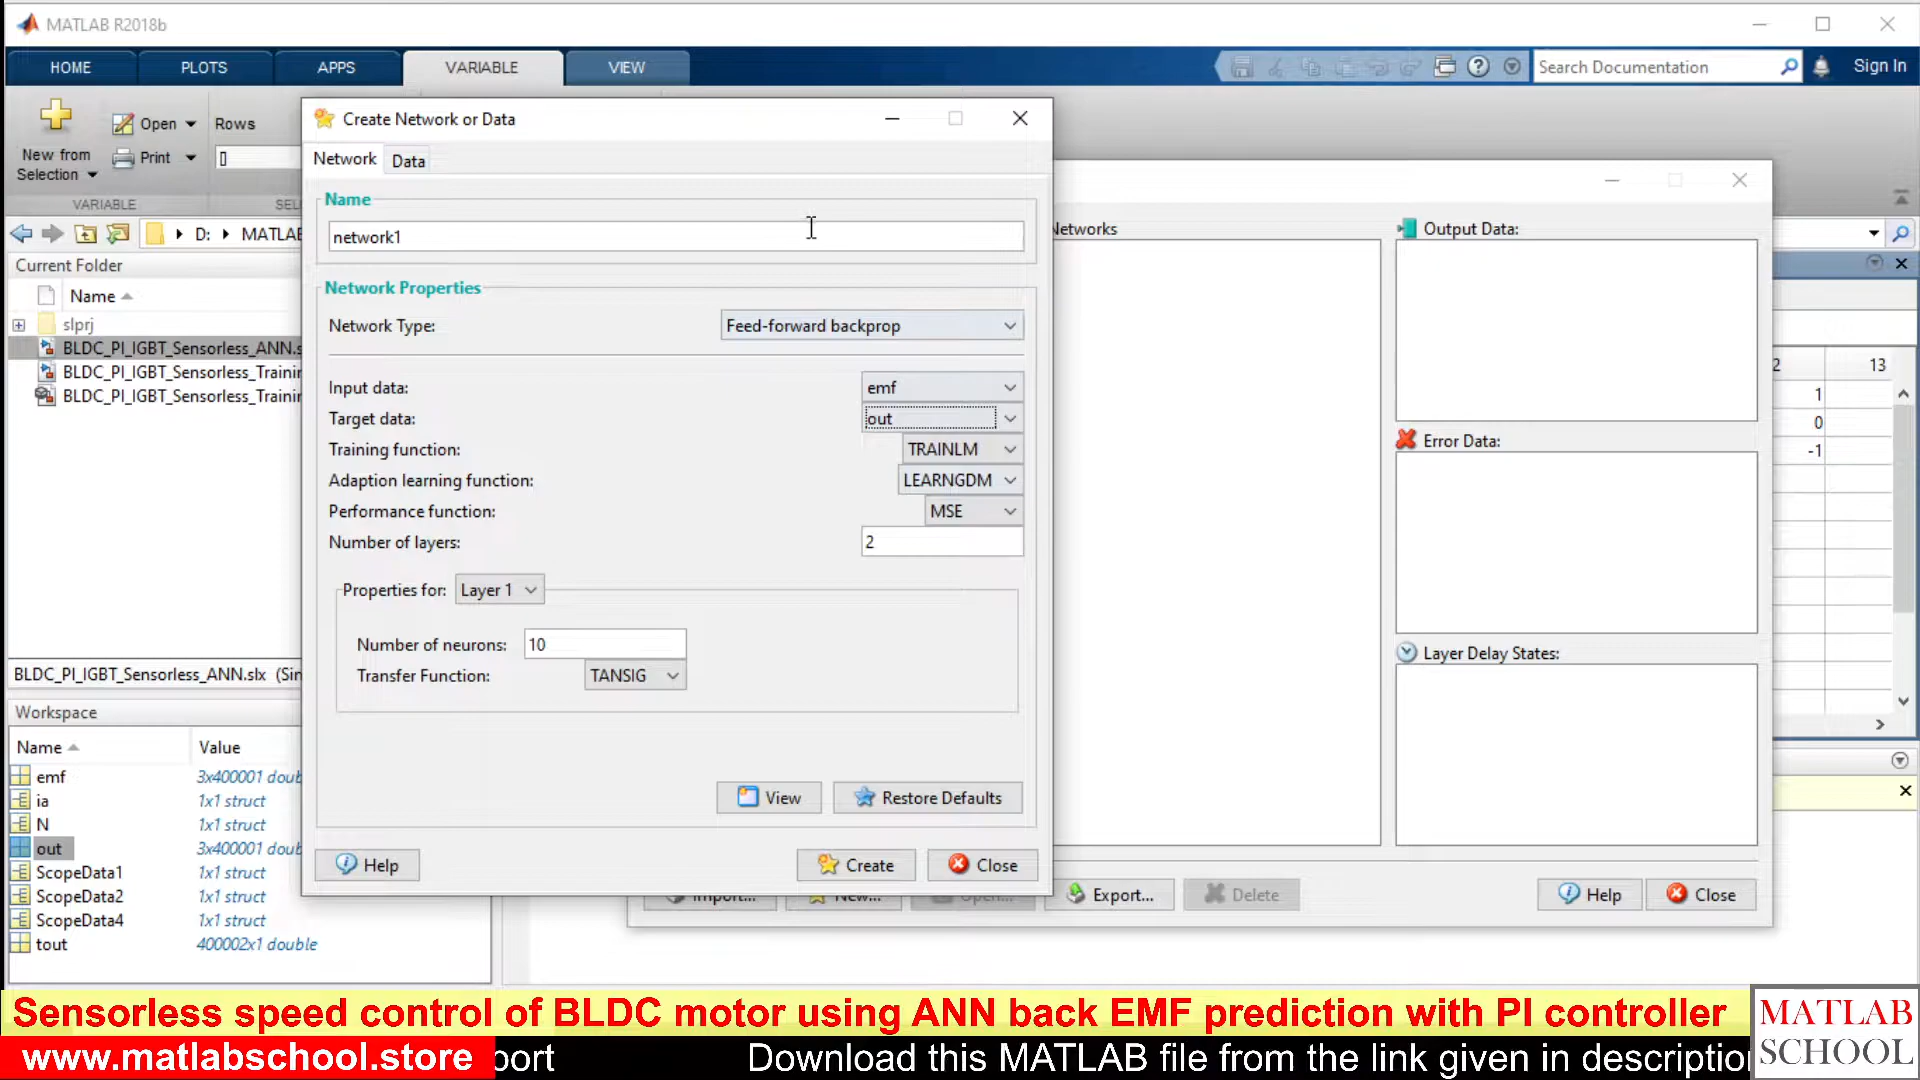 MATLAB R2018b
HOME
PLOTS
APPS
VARIABLE
VIEW
Search Documentation
Sign In
New from
Selection
Open
Print
Rows
VARIABLE
D:
Current Folder
Name
slprj
BLDC_PI_IGBT_Sensorless_ANN.s
BLDC_PI_IGBT_Sensorless_Trainin
BLDC_PI_IGBT_Sensorless_Trainin
BLDC_PI_IGBT_Sensorless_ANN.slx (Sin
Workspace
Name Value
emf 3x400001 doub
ia 1x1 struct
N 1x1 struct
out 3x400001 doub
ScopeData1 1x1 struct
ScopeData2 1x1 struct
ScopeData4 1x1 struct
tout 400002x1 double
Create Network or Data
Network Data
Name
network1
Network Properties
Network Type: Feed-forward backprop
Input data: emf
Target data: out
Training function: TRAINLM
Adaption learning function: LEARNGDM
Performance function: MSE
Number of layers: 2
Properties for: Layer 1
Number of neurons: 10
Transfer Function: TANSIG
View
Restore Defaults
Help
Create
Close
Networks
Output Data:
Error Data:
Layer Delay States:
Import...
New...
Open...
Export...
Delete
Help
Close
2 13
1
0
-1
Sensorless speed control of BLDC motor using ANN back EMF prediction with PI controller
www.matlabschool.store
port
Download this MATLAB file from the link given in descriptio
MATLAB
SCHOOL